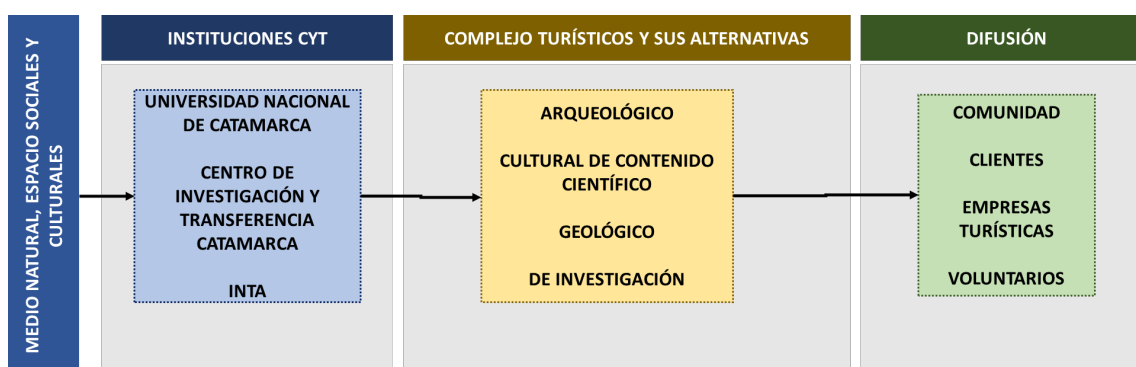 MEDIO NATURAL, ESPACIO SOCIALES Y
CULTURALES
INSTITUCIONES CYT
UNIVERSIDAD NACIONAL
DE CATAMARCA
CENTRO DE
INVESTIGACIÓN Y
TRANSFERENCIA
CATAMARCA
INTA
COMPLEJO TURÍSTICOS Y SUS ALTERNATIVAS
ARQUEOLÓGICO
CULTURAL DE CONTENIDO
CIENTÍFICO
GEOLÓGICO
DE INVESTIGACIÓN
DIFUSIÓN
COMUNIDAD
CLIENTES
EMPRESAS
TURÍSTICAS
VOLUNTARIOS